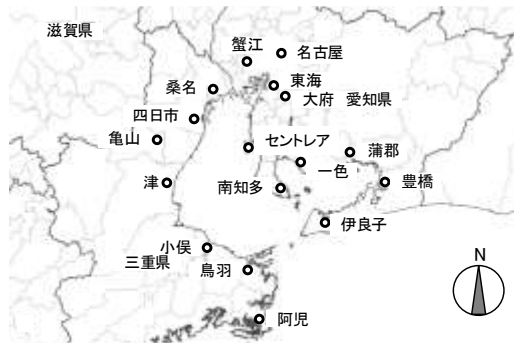 滋賀県
蟹江
名古屋
桑名
東海
大府
愛知県
四日市
亀山
セントレア
蒲郡
一色
津
南知多
豊橋
伊良子
小俣
三重県
鳥羽
N
阿児